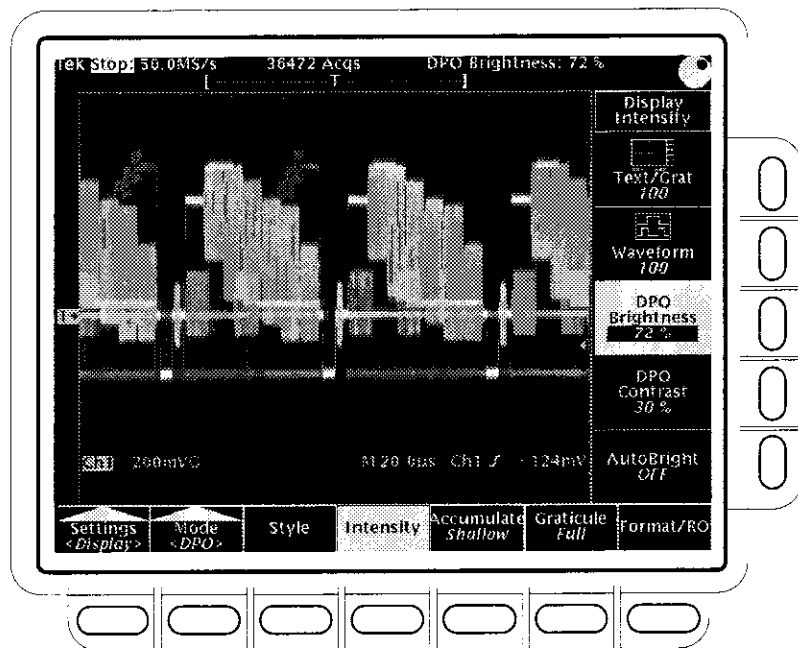 Tek Stop: 50.0MS/s 36472 Acqs DPO Brightness: 72 %
[ T ]
Display
Intensity
Text/Grat
100
Waveform
100
DPO
Brightness
72 %
DPO
Contrast
30 %
AutoBright
OFF
Ch1 200mV M 20.0µs Ch1 -124mV
Settings
<Display>
Mode
<DPO>
Style
Intensity
Accumulate
Shallow
Graticule
Full
Format/RO